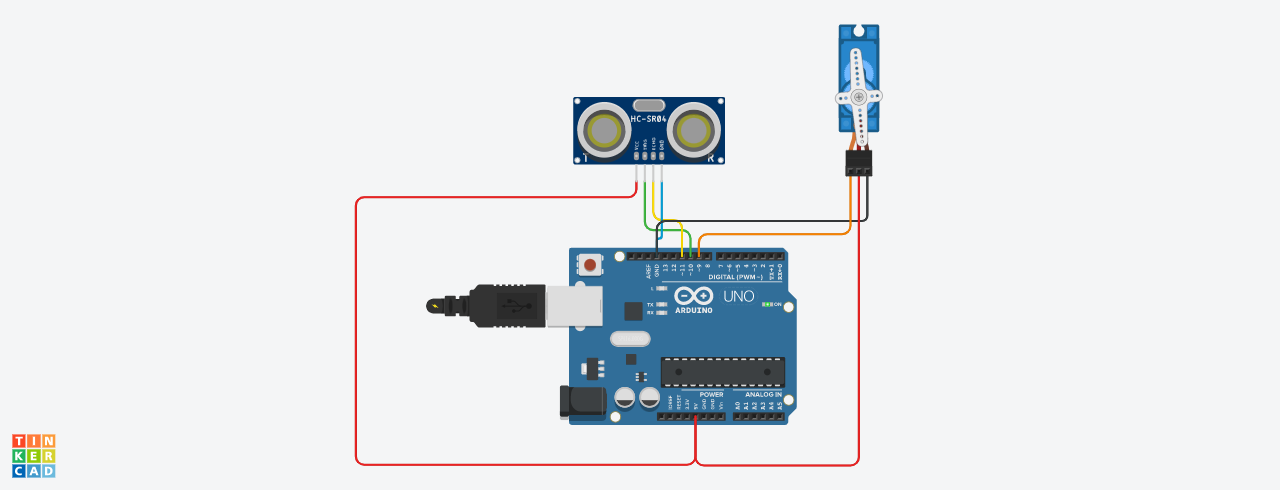 HC-SR04
VCC
TRIG
ECHO
GND
T
R
AREF
GND
13
12
~11
~10
~9
8
7
~6
~5
4
~3
2
TX→1
RX←0
DIGITAL (PWM~)
L
TX
RX
UNO
ARDUINO
ON
POWER
ANALOG IN
IOREF
RESET
3.3V
5V
GND
GND
Vin
A0
A1
A2
A3
A4
A5
TIN
KER
CAD